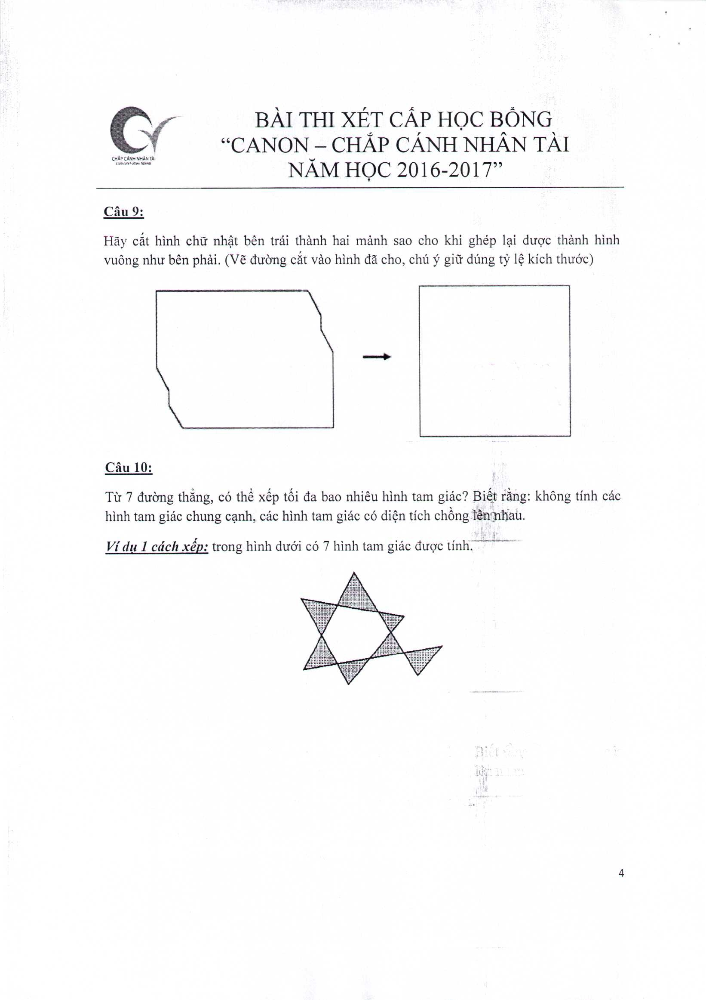 BÀI THI XÉT CẤP HỌC BỔNG
“CANON – CHẮP CÁNH NHÂN TÀI
NĂM HỌC 2016-2017”
CHẮP CÁNH NHÂN TÀ
Cultivate Future Talents
Câu 9:
Hãy cắt hình chữ nhật bên trái thành hai mảnh sao cho khi ghép lại được thành hình
vuông như bên phải. (Vẽ đường cắt vào hình đã cho, chú ý giữ đúng tỷ lệ kích thước)
Câu 10:
Từ 7 đường thẳng, có thể xếp tối đa bao nhiêu hình tam giác? Biết rằng: không tính các
hình tam giác chung cạnh, các hình tam giác có diện tích chồng lên nhau.
Ví dụ 1 cách xếp: trong hình dưới có 7 hình tam giác được tính.
Biết
4